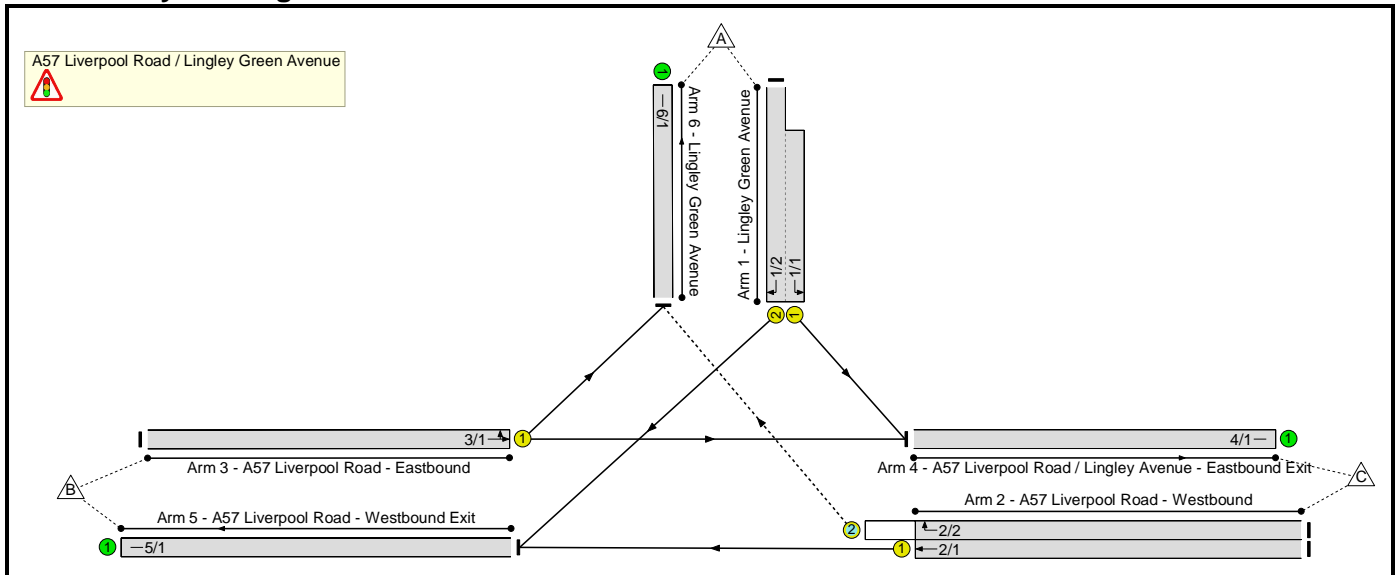 A57 Liverpool Road / Lingley Green Avenue
A
1
6/1
Arm 6 - Lingley Green Avenue
Arm 1 - Lingley Green Avenue
1/2
1/1
2
1
3/1
1
Arm 3 - A57 Liverpool Road - Eastbound
4/1
1
Arm 4 - A57 Liverpool Road / Lingley Avenue - Eastbound Exit
B
C
Arm 5 - A57 Liverpool Road - Westbound Exit
Arm 2 - A57 Liverpool Road - Westbound
1
5/1
2
2/2
1
2/1